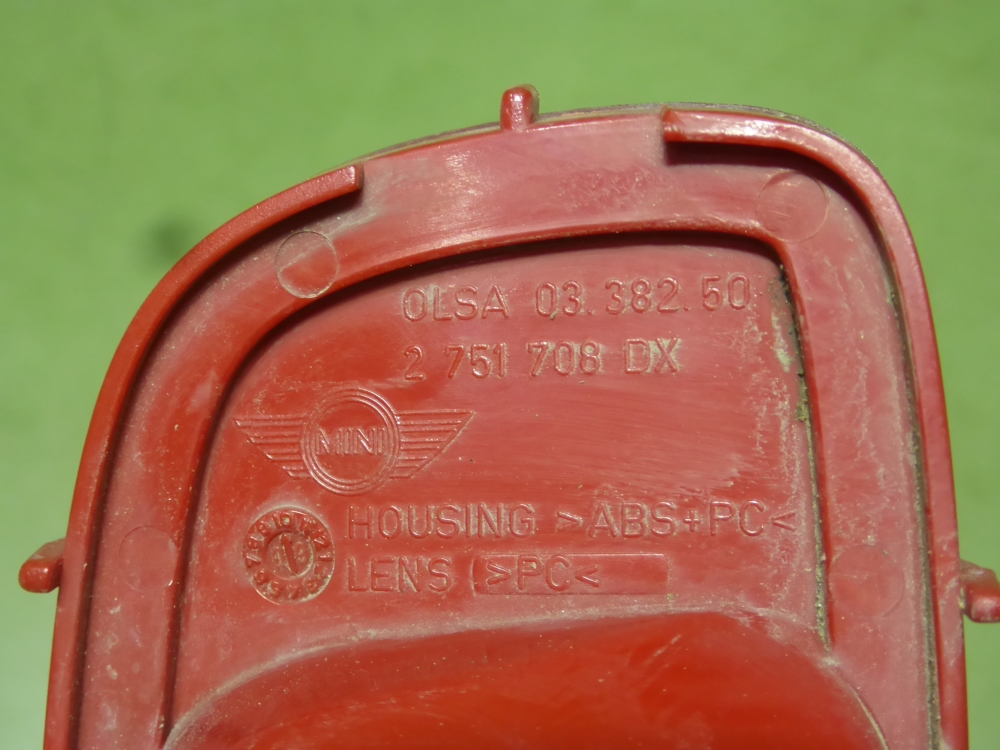 OLSA 03.382.50
2 751 708 DX
MINI
HOUSING >ABS+PC<
LENS >PC<